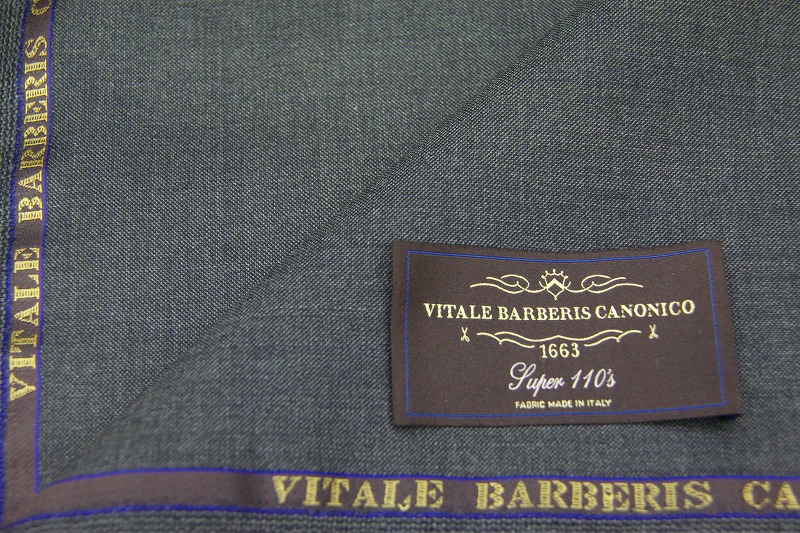 VITALE BARBERIS
VITALE BARBERIS CANONICO
1663
Super 110's
FABRIC MADE IN ITALY
VITALE BARBERIS CA